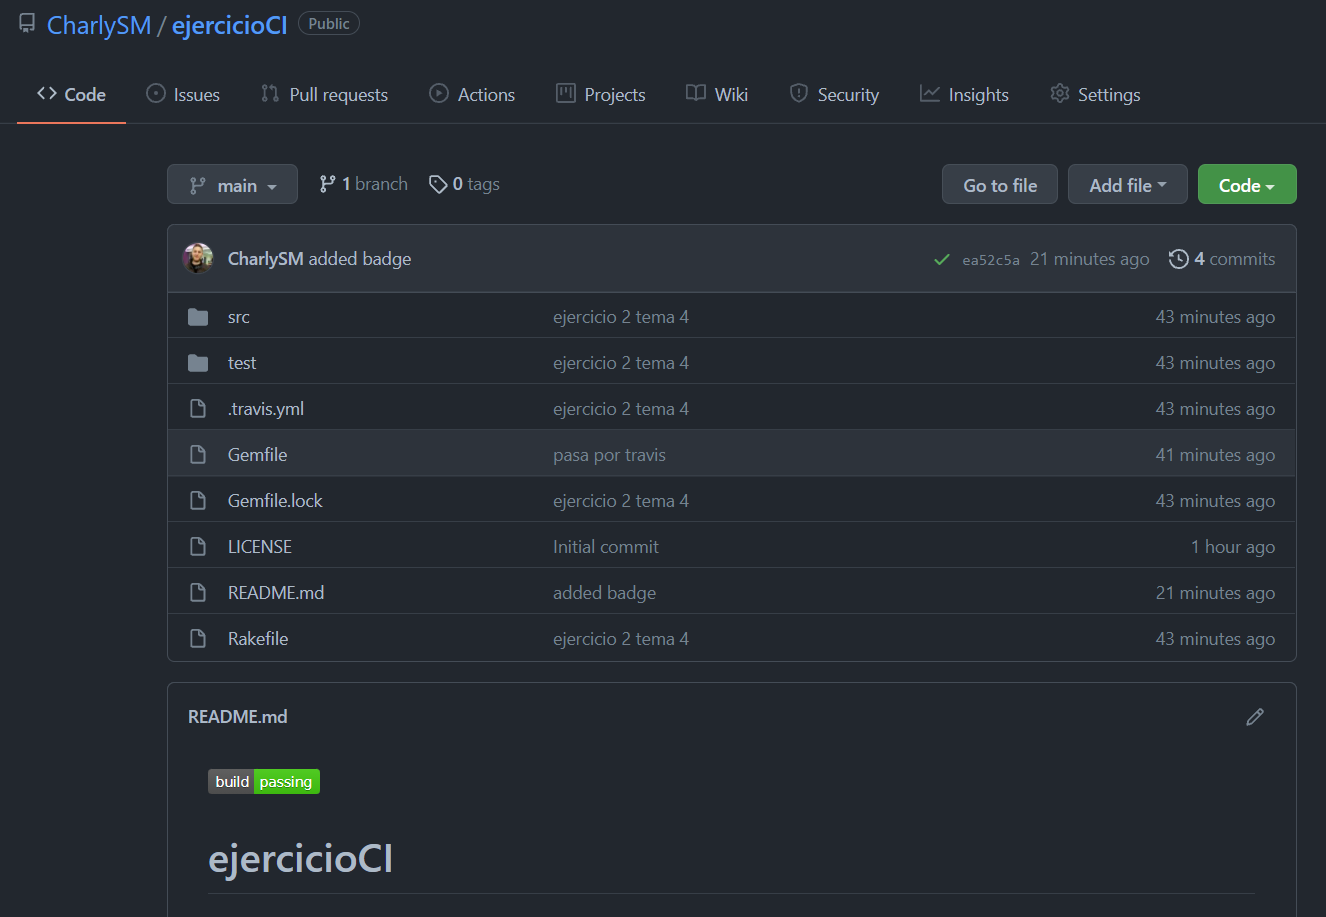 CharlySM / ejercicioCI Public
Code Issues Pull requests Actions Projects Wiki Security Insights Settings
main 1 branch 0 tags Go to file Add file Code
CharlySM added badge ea52c5a 21 minutes ago 4 commits
src ejercicio 2 tema 4 43 minutes ago
test ejercicio 2 tema 4 43 minutes ago
.travis.yml ejercicio 2 tema 4 43 minutes ago
Gemfile pasa por travis 41 minutes ago
Gemfile.lock ejercicio 2 tema 4 43 minutes ago
LICENSE Initial commit 1 hour ago
README.md added badge 21 minutes ago
Rakefile ejercicio 2 tema 4 43 minutes ago
README.md
build passing
ejercicioCI